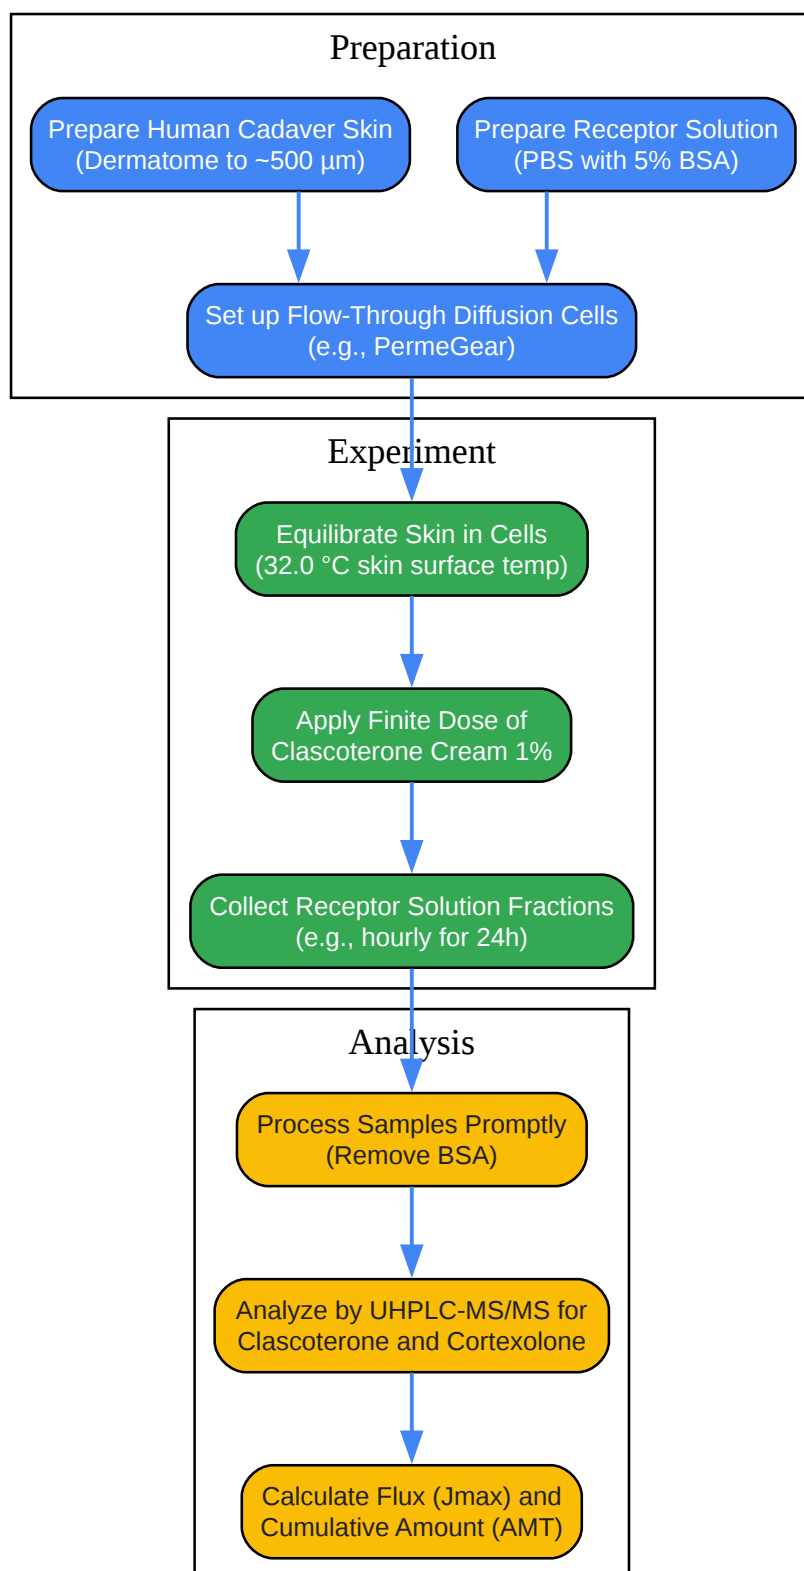 Preparation
Prepare Human Cadaver Skin
(Dermatome to ~500 µm)
Prepare Receptor Solution
(PBS with 5% BSA)
Set up Flow-Through Diffusion Cells
(e.g., PermeGear)
Experiment
Equilibrate Skin in Cells
(32.0 °C skin surface temp)
Apply Finite Dose of
Clascoterone Cream 1%
Collect Receptor Solution Fractions
(e.g., hourly for 24h)
Analysis
Process Samples Promptly
(Remove BSA)
Analyze by UHPLC-MS/MS for
Clascoterone and Cortexolone
Calculate Flux (Jmax) and
Cumulative Amount (AMT)